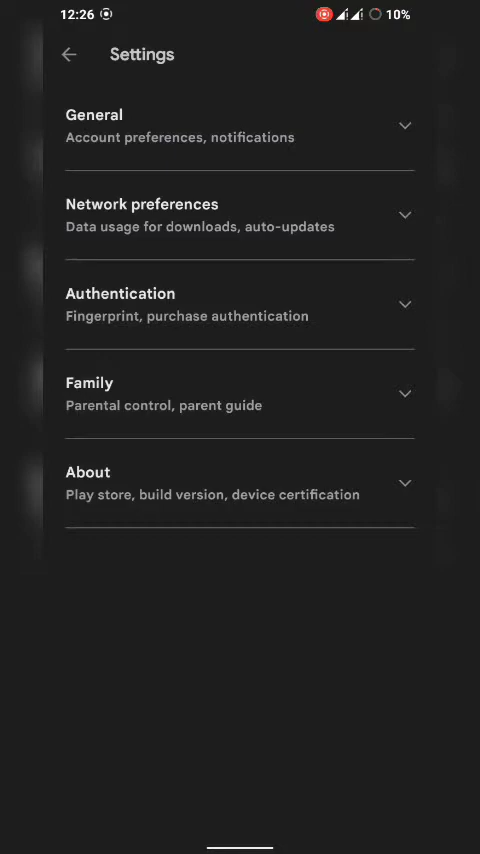 12:26
10%
Settings
General
Account preferences, notifications
Network preferences
Data usage for downloads, auto-updates
Authentication
Fingerprint, purchase authentication
Family
Parental control, parent guide
About
Play store, build version, device certification